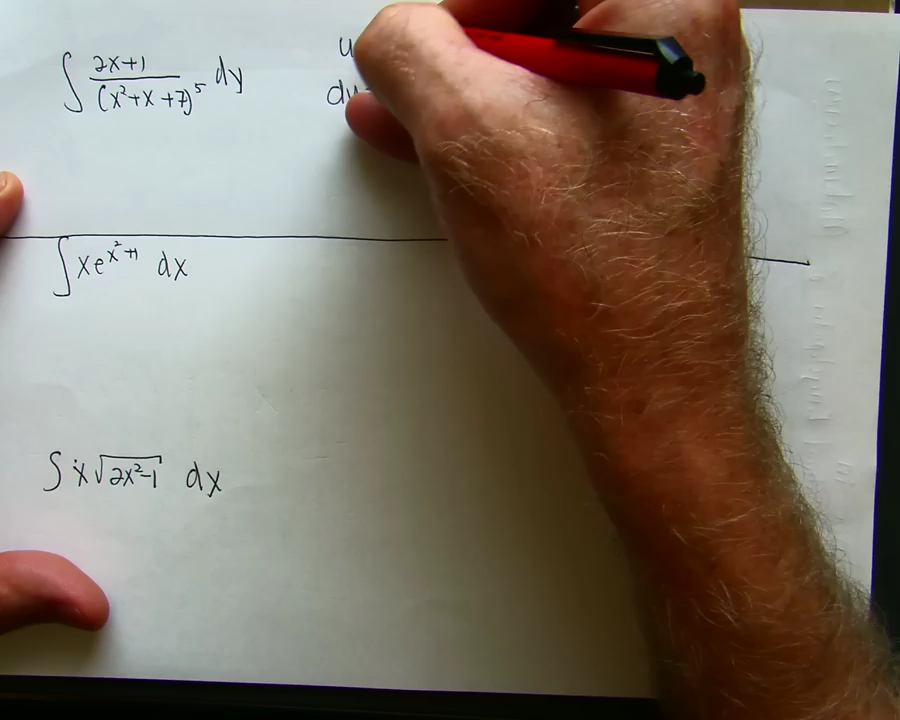 ∫ 2x+1 / (x²+x+7)⁵ dy
u
du
∫ xe^(x²+1) dx
∫ x√(2x²-1) dx